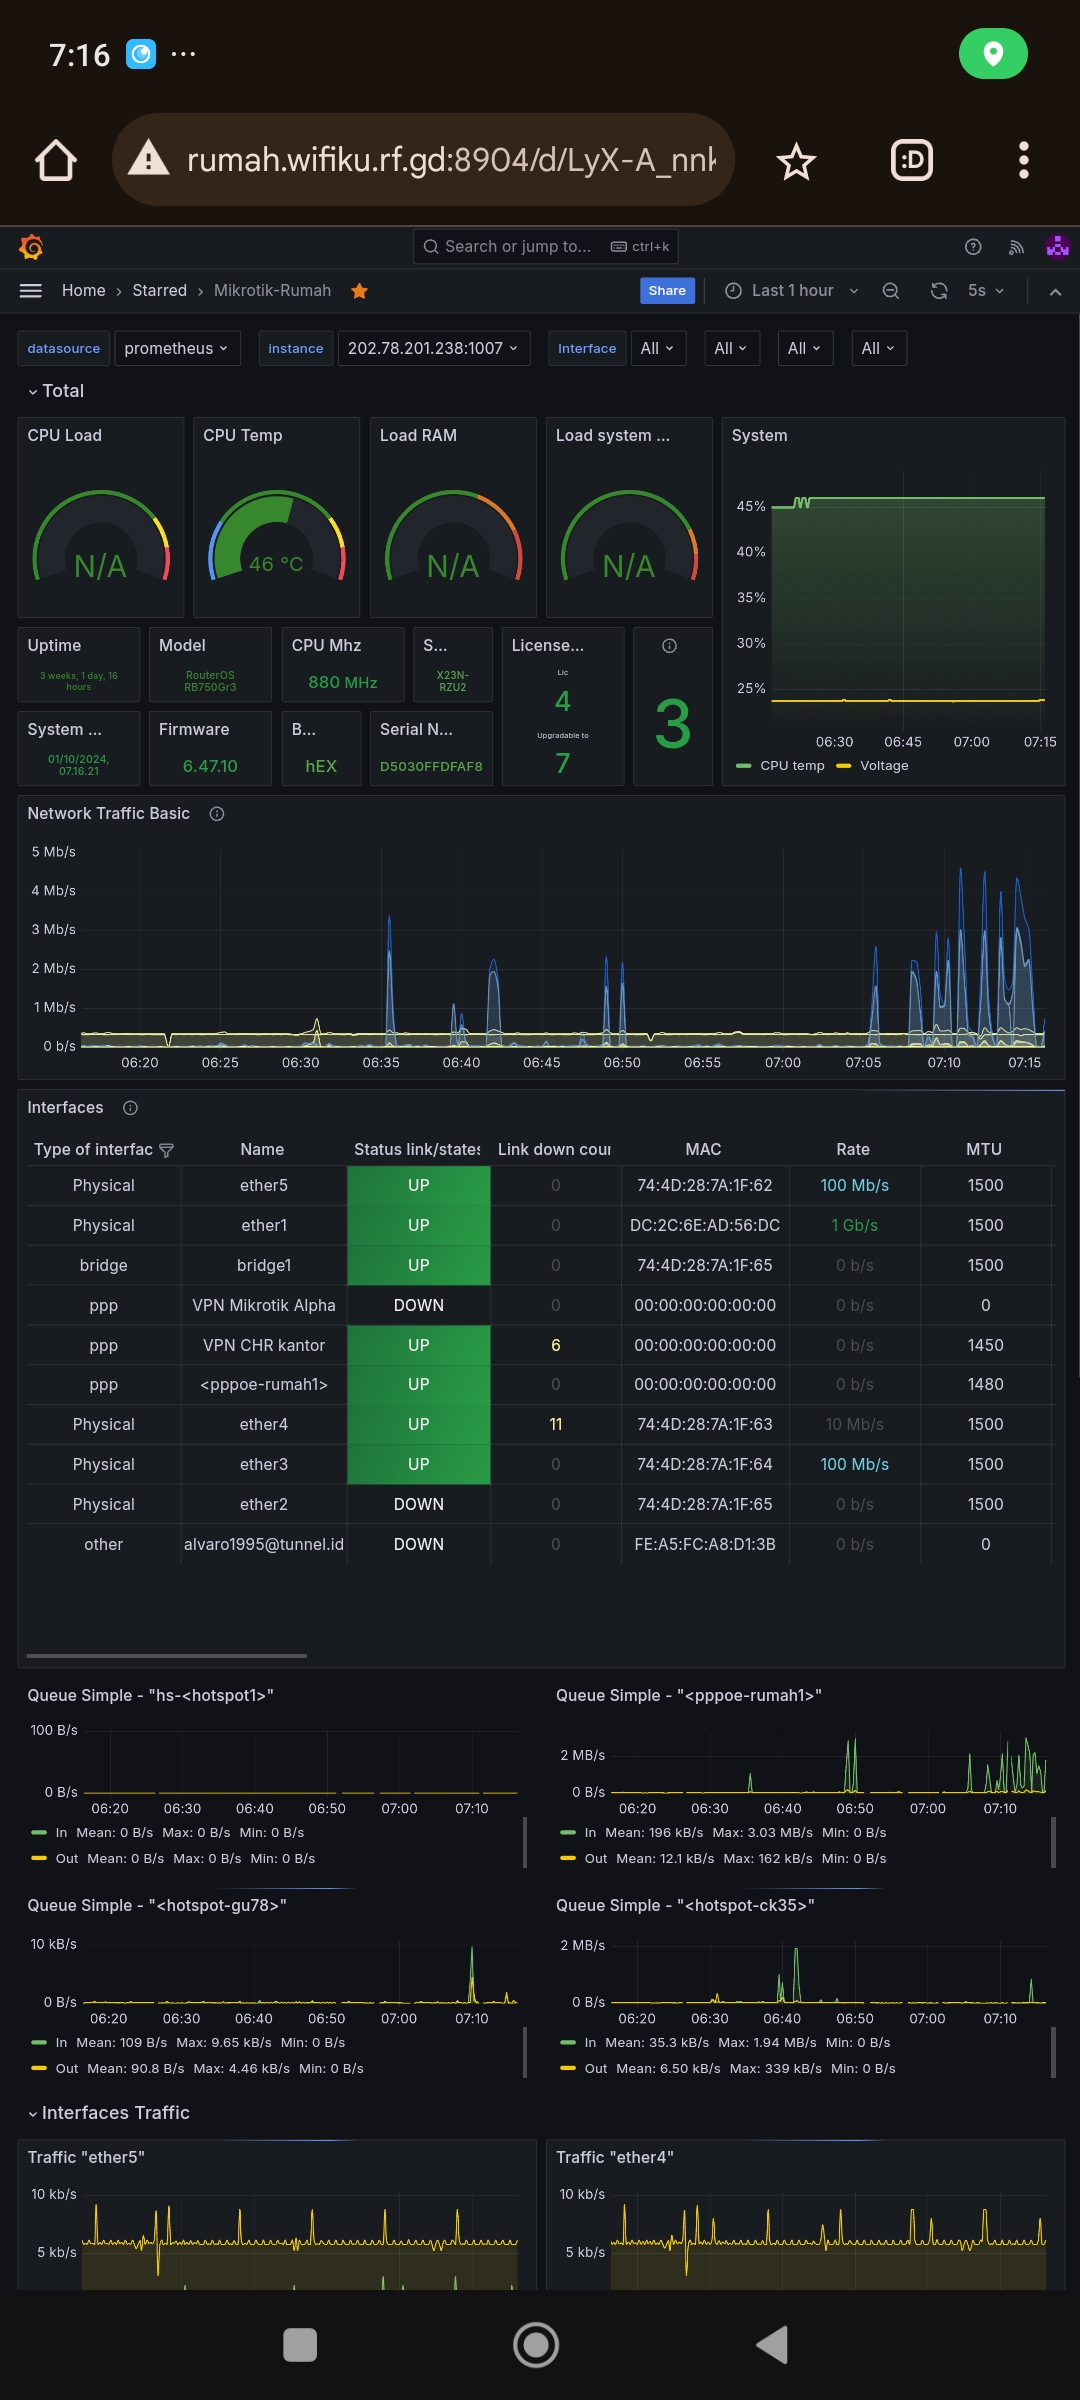 7:16
rumah.wifiku.rf.gd:8904/d/LyX-A_nnk
:D
Search or jump to... ctrl+k
Home › Starred › Mikrotik-Rumah Share Last 1 hour 5s
datasource prometheus instance 202.78.201.238:1007 Interface All All All All
Total
CPU Load CPU Temp Load RAM Load system ... System
N/A 46 °C N/A N/A
45%
40%
35%
30%
25%
06:30 06:45 07:00 07:15
CPU temp Voltage
Uptime Model CPU Mhz S... License...
3 weeks, 1 day, 16
hours
RouterOS
RB750Gr3
880 MHz
X23N-
RZU2
Lic
4
Upgradable to
7
3
System ... Firmware B... Serial N...
01/10/2024,
07.16.21
6.47.10 hEX D5030FFDFAF8
Network Traffic Basic
5 Mb/s
4 Mb/s
3 Mb/s
2 Mb/s
1 Mb/s
0 b/s
06:20 06:25 06:30 06:35 06:40 06:45 06:50 06:55 07:00 07:05 07:10 07:15
Interfaces
Type of interfac Name Status link/states Link down cour MAC Rate MTU
Physical ether5 UP 0 74:4D:28:7A:1F:62 100 Mb/s 1500
Physical ether1 UP 0 DC:2C:6E:AD:56:DC 1 Gb/s 1500
bridge bridge1 UP 0 74:4D:28:7A:1F:65 0 b/s 1500
ppp VPN Mikrotik Alpha DOWN 0 00:00:00:00:00:00 0 b/s 0
ppp VPN CHR kantor UP 6 00:00:00:00:00:00 0 b/s 1450
ppp <pppoe-rumah1> UP 0 00:00:00:00:00:00 0 b/s 1480
Physical ether4 UP 11 74:4D:28:7A:1F:63 10 Mb/s 1500
Physical ether3 UP 0 74:4D:28:7A:1F:64 100 Mb/s 1500
Physical ether2 DOWN 0 74:4D:28:7A:1F:65 0 b/s 1500
other alvaro1995@tunnel.id DOWN 0 FE:A5:FC:A8:D1:3B 0 b/s 0
Queue Simple - "hs-<hotspot1>"
100 B/s
0 B/s
06:20 06:30 06:40 06:50 07:00 07:10
In Mean: 0 B/s Max: 0 B/s Min: 0 B/s
Out Mean: 0 B/s Max: 0 B/s Min: 0 B/s
Queue Simple - "<pppoe-rumah1>"
2 MB/s
0 B/s
06:20 06:30 06:40 06:50 07:00 07:10
In Mean: 196 kB/s Max: 3.03 MB/s Min: 0 B/s
Out Mean: 12.1 kB/s Max: 162 kB/s Min: 0 B/s
Queue Simple - "<hotspot-gu78>"
10 kB/s
0 B/s
06:20 06:30 06:40 06:50 07:00 07:10
In Mean: 109 B/s Max: 9.65 kB/s Min: 0 B/s
Out Mean: 90.8 B/s Max: 4.46 kB/s Min: 0 B/s
Queue Simple - "<hotspot-ck35>"
2 MB/s
0 B/s
06:20 06:30 06:40 06:50 07:00 07:10
In Mean: 35.3 kB/s Max: 1.94 MB/s Min: 0 B/s
Out Mean: 6.50 kB/s Max: 339 kB/s Min: 0 B/s
Interfaces Traffic
Traffic "ether5"
10 kb/s
5 kb/s
Traffic "ether4"
10 kb/s
5 kb/s